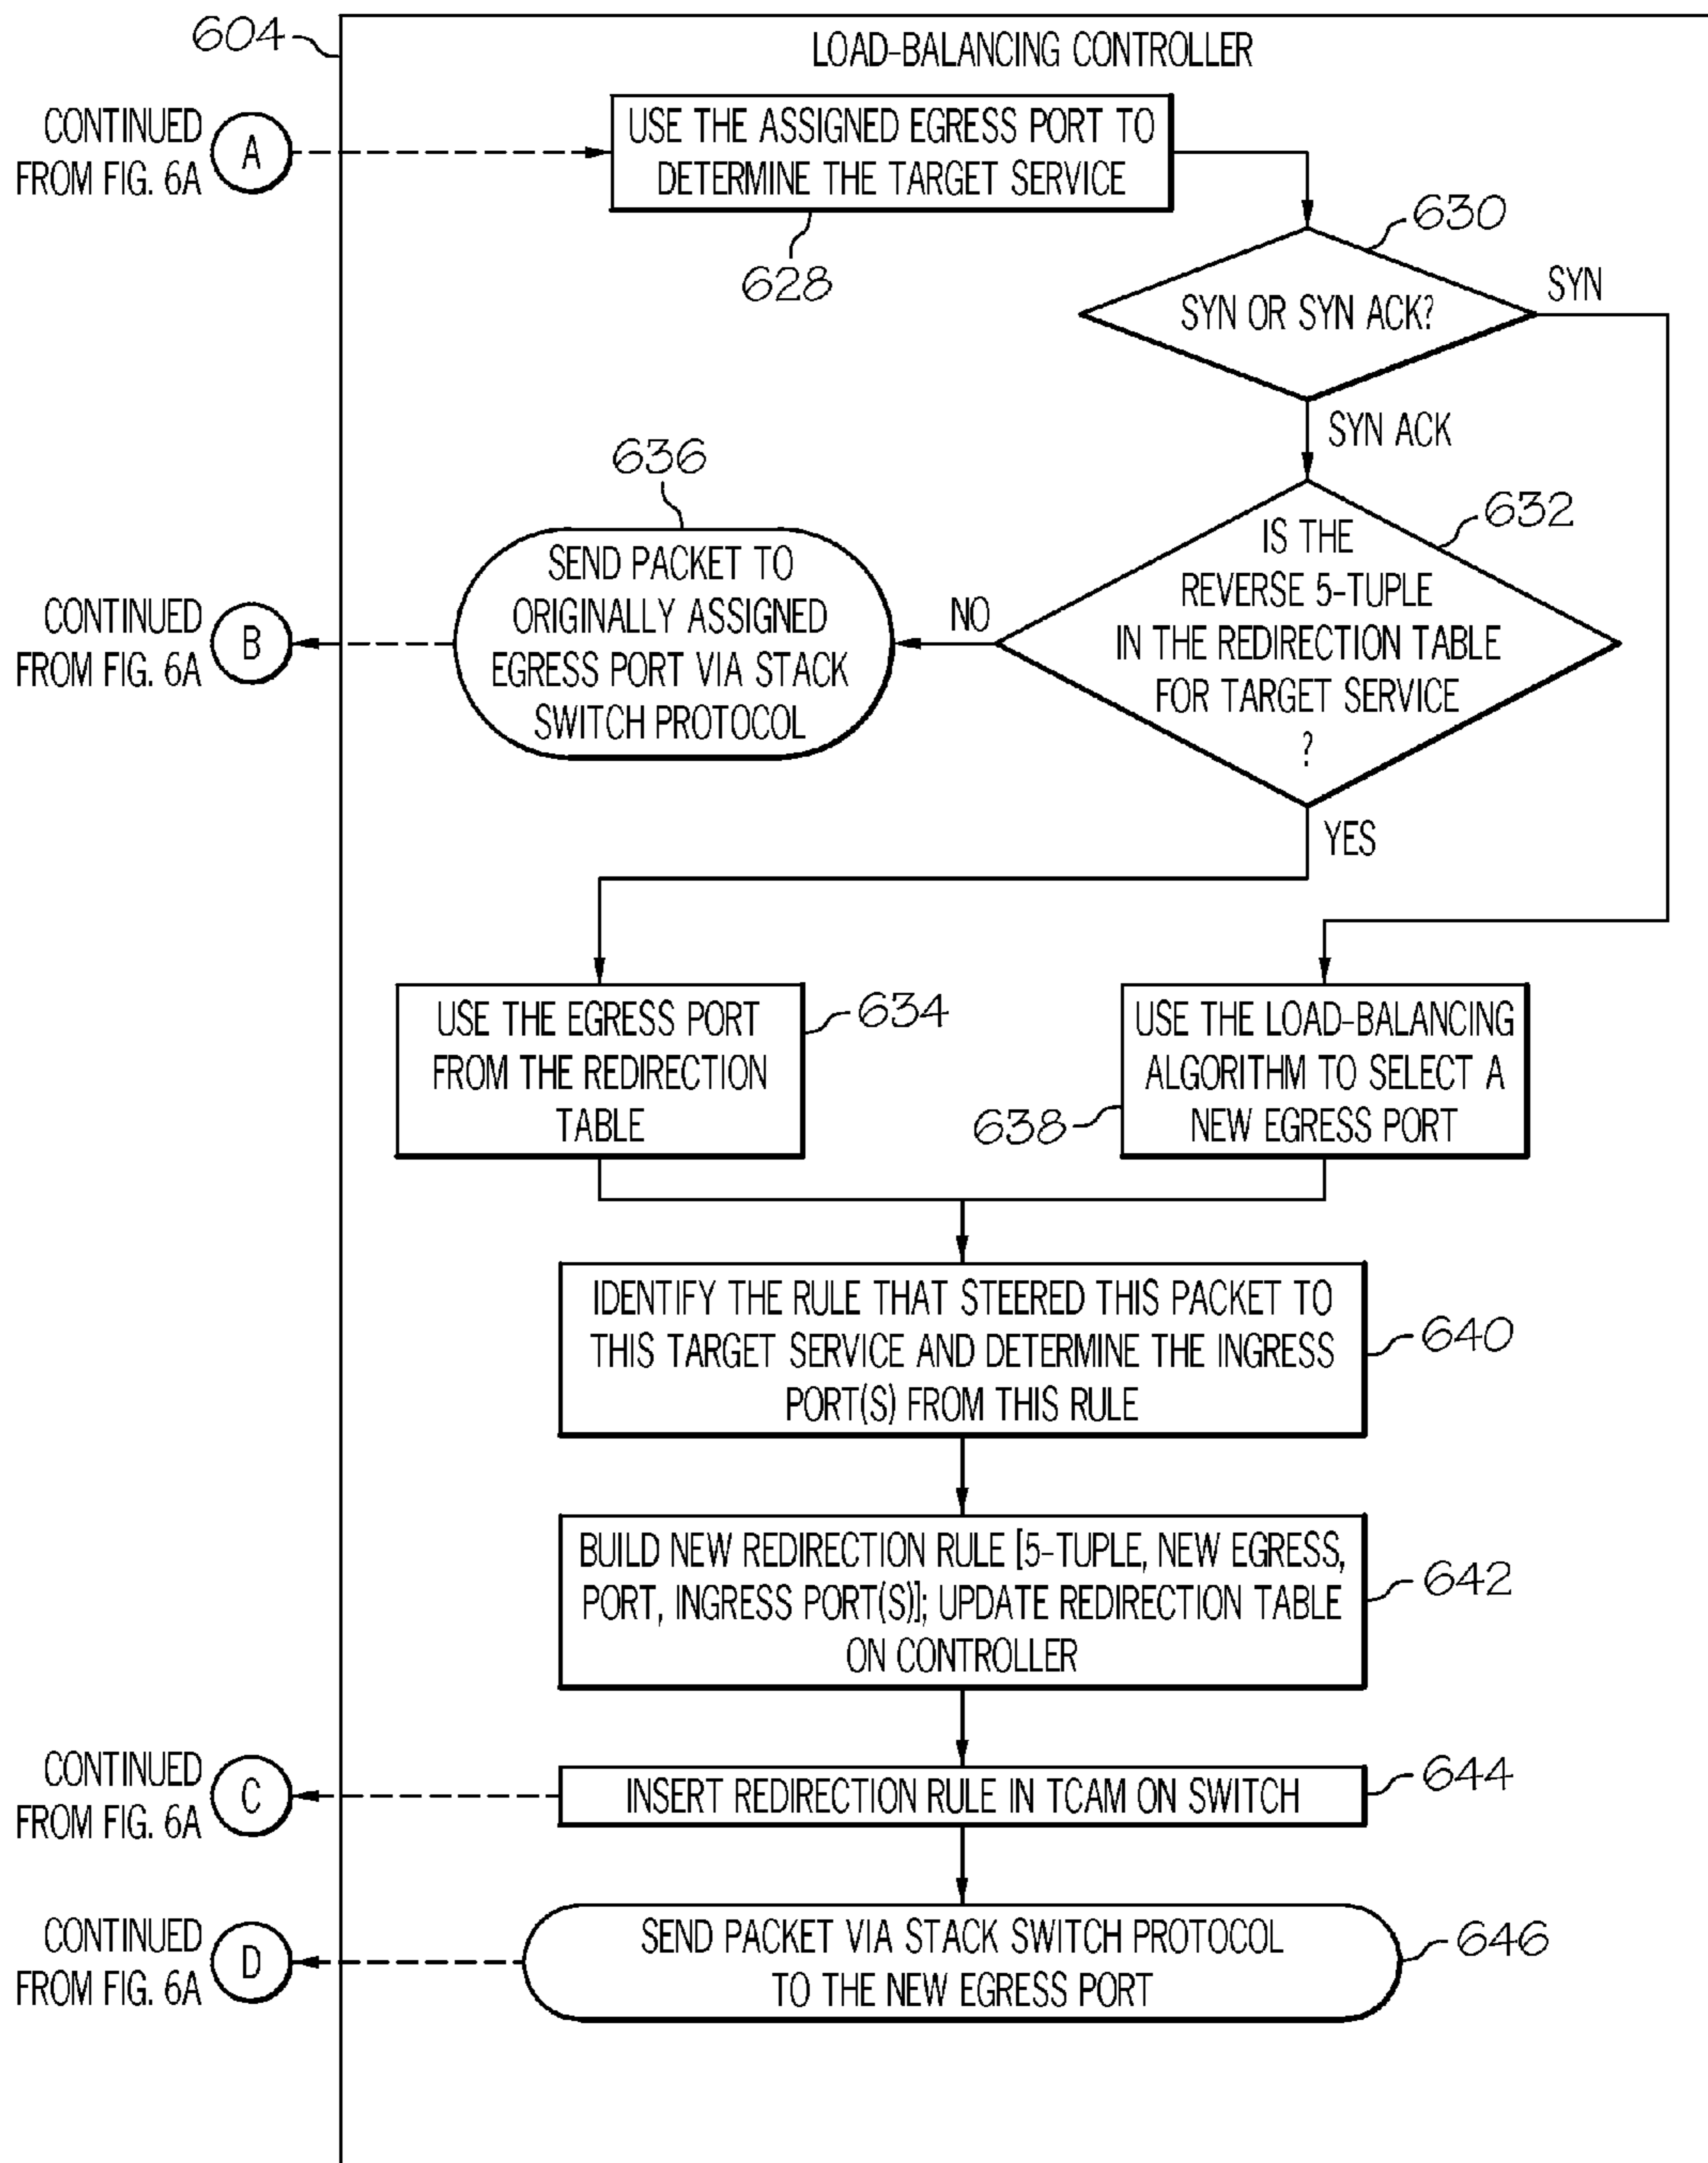 604
LOAD-BALANCING CONTROLLER
CONTINUED
FROM FIG. 6A
A
USE THE ASSIGNED EGRESS PORT TO
DETERMINE THE TARGET SERVICE
628
630
SYN OR SYN ACK?
SYN
SYN ACK
636
SEND PACKET TO
ORIGINALLY ASSIGNED
EGRESS PORT VIA STACK
SWITCH PROTOCOL
CONTINUED
FROM FIG. 6A
B
NO
632
IS THE
REVERSE 5-TUPLE
IN THE REDIRECTION TABLE
FOR TARGET SERVICE
?
YES
USE THE EGRESS PORT
FROM THE REDIRECTION
TABLE
634
USE THE LOAD-BALANCING
ALGORITHM TO SELECT A
NEW EGRESS PORT
638
IDENTIFY THE RULE THAT STEERED THIS PACKET TO
THIS TARGET SERVICE AND DETERMINE THE INGRESS
PORT(S) FROM THIS RULE
640
BUILD NEW REDIRECTION RULE [5-TUPLE, NEW EGRESS,
PORT, INGRESS PORT(S)]; UPDATE REDIRECTION TABLE
ON CONTROLLER
642
CONTINUED
FROM FIG. 6A
C
INSERT REDIRECTION RULE IN TCAM ON SWITCH
644
CONTINUED
FROM FIG. 6A
D
SEND PACKET VIA STACK SWITCH PROTOCOL
TO THE NEW EGRESS PORT
646